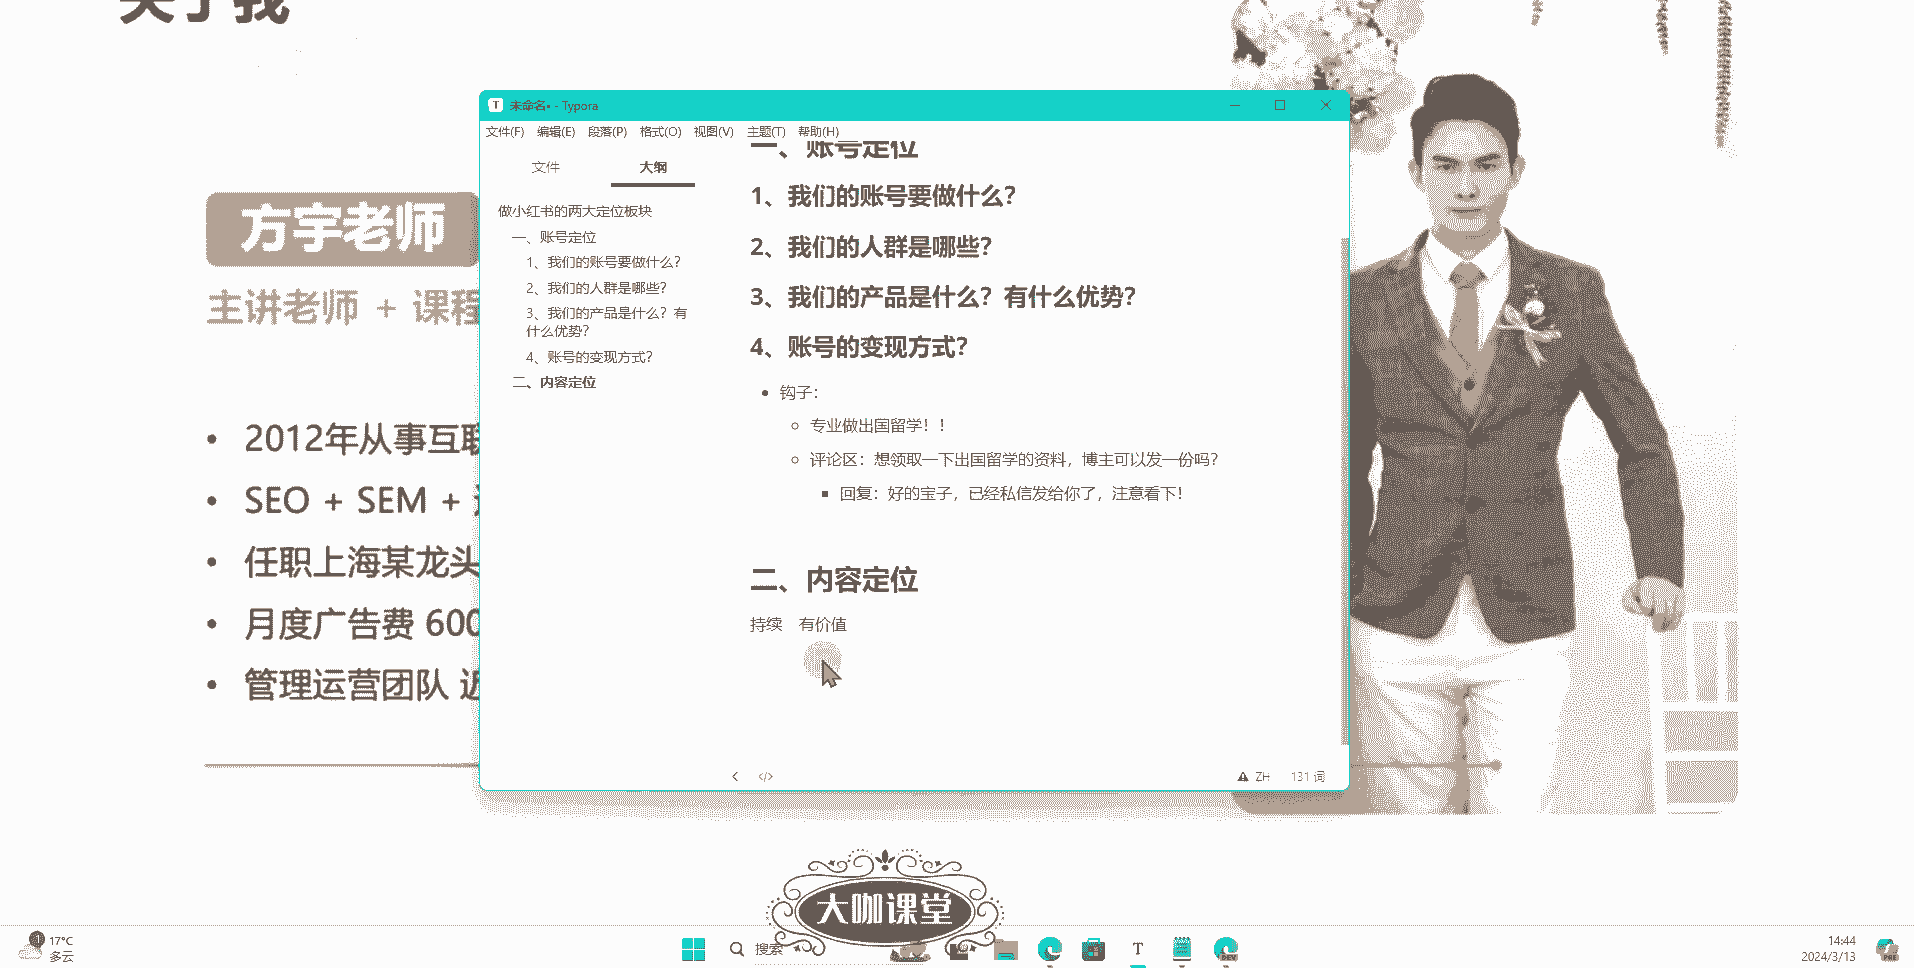 关于我
方宇老师
主讲老师 + 课程
2012年从事互联
SEO + SEM +
任职上海某龙头
月度广告费 600
管理运营团队 近
未命名• - Typora
文件(F) 编辑(E) 段落(P) 格式(O) 视图(V) 主题(T) 帮助(H)
文件 大纲
做小红书的两大定位板块
一、账号定位
1、我们的账号要做什么？
2、我们的人群是哪些？
3、我们的产品是什么？有
什么优势？
4、账号的变现方式？
二、内容定位
一、账号定位
1、我们的账号要做什么？
2、我们的人群是哪些？
3、我们的产品是什么？有什么优势？
4、账号的变现方式？
钩子：
专业做出国留学！！
评论区：想领取一下出国留学的资料，博主可以发一份吗？
回复：好的宝子，已经私信发给你了，注意看下！
二、内容定位
持续 有价值
ZH 131 词
大咖课堂
1
17°C
多云
搜索
T
DEV
14:44
2024/3/13
PRE